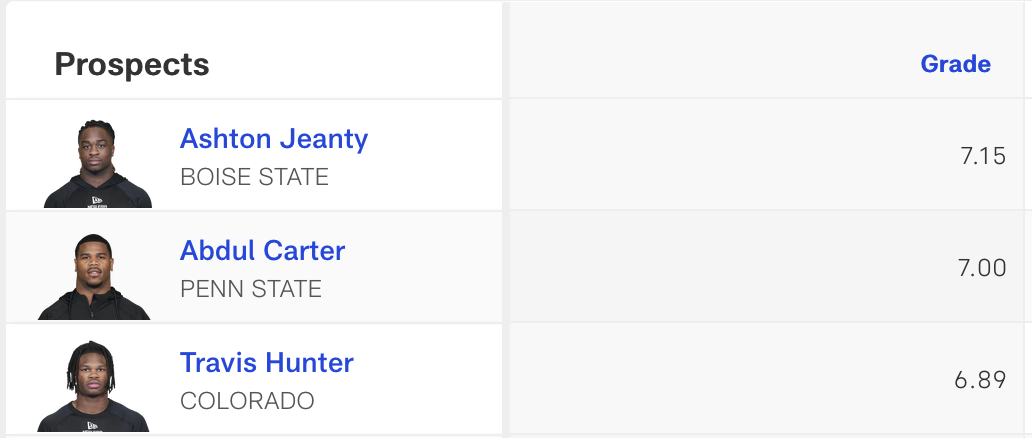 Prospects
Grade
Ashton Jeanty
BOISE STATE
7.15
Abdul Carter
PENN STATE
7.00
Travis Hunter
COLORADO
6.89